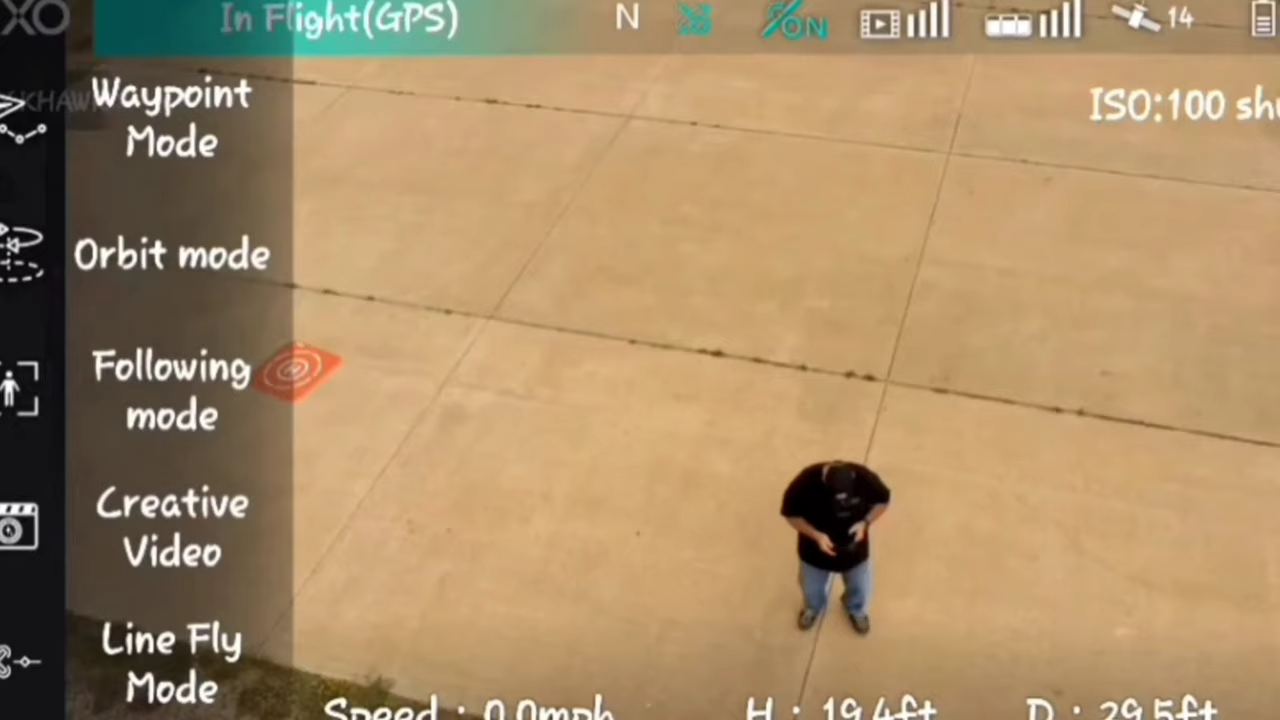 XO In Flight(GPS) N ON 14
Waypoint
Mode
ISO:100
Orbit mode
Following
mode
Creative
Video
Line Fly
Mode
Speed : 0.0mph H : 19.4ft D : 29.5ft